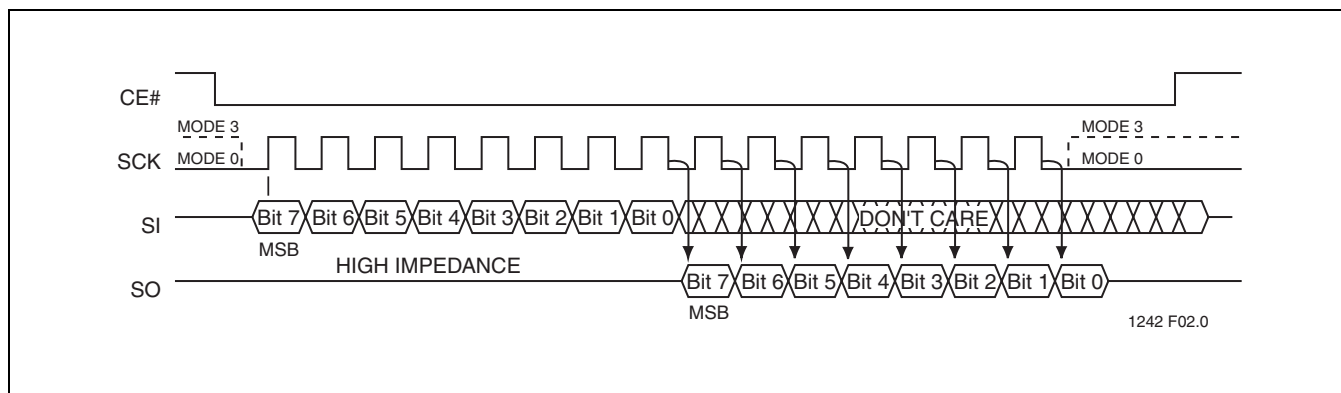 CE#
MODE 3 MODE 3
SCK MODE 0 MODE 0
SI Bit 7 Bit 6 Bit 5 Bit 4 Bit 3 Bit 2 Bit 1 Bit 0 DON'T CARE
MSB
HIGH IMPEDANCE
SO Bit 7 Bit 6 Bit 5 Bit 4 Bit 3 Bit 2 Bit 1 Bit 0
MSB
1242 F02.0